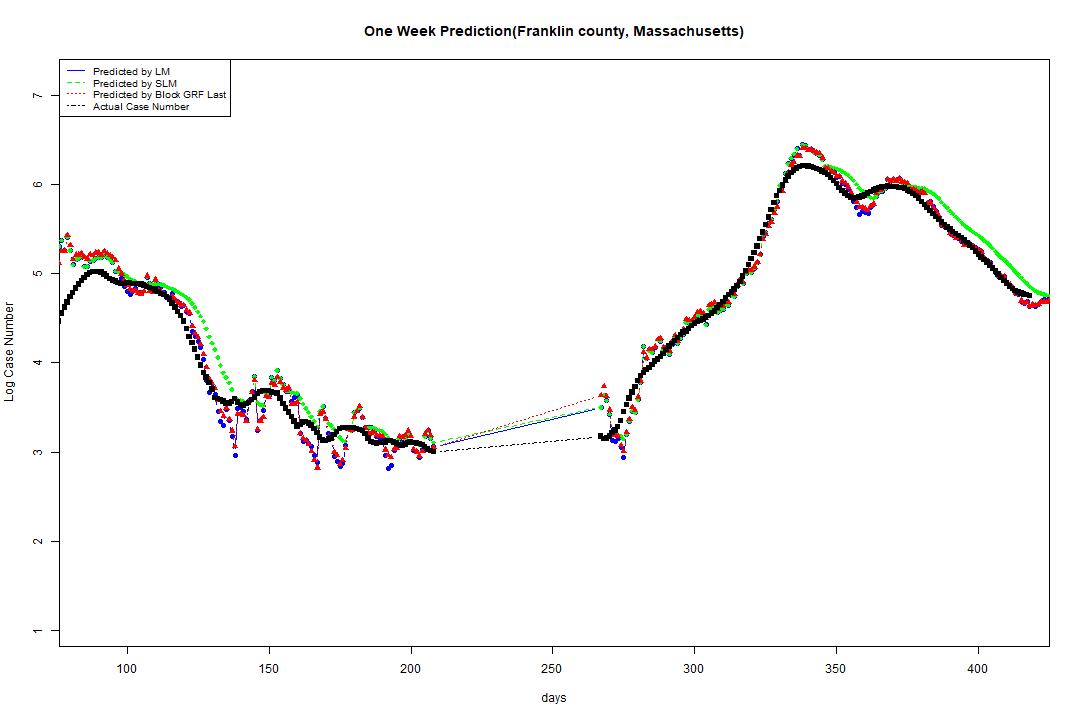 One Week Prediction(Franklin county, Massachusetts)
Predicted by LM
Predicted by SLM
Predicted by Block GRF Last
Actual Case Number
7
6
5
4
3
2
1
Log Case Number
100 150 200 250 300 350 400
days